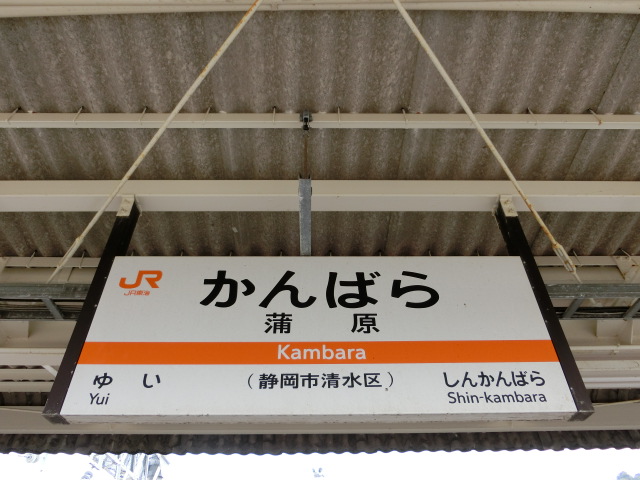 JR
JR東海
かんばら
蒲原
Kambara
ゆい
Yui
（静岡市清水区）
しんかんばら
Shin-kambara